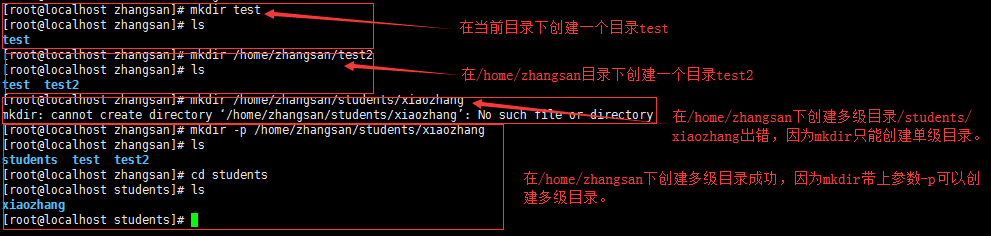 [root@localhost zhangsan]# mkdir test
[root@localhost zhangsan]# ls
test
[root@localhost zhangsan]# mkdir /home/zhangsan/test2
[root@localhost zhangsan]# ls
test  test2
[root@localhost zhangsan]# mkdir /home/zhangsan/students/xiaozhang
mkdir: cannot create directory ‘/home/zhangsan/students/xiaozhang’: No such file or directory
[root@localhost zhangsan]# mkdir -p /home/zhangsan/students/xiaozhang
[root@localhost zhangsan]# ls
students  test  test2
[root@localhost zhangsan]# cd students
[root@localhost students]# ls
xiaozhang
[root@localhost students]#
在当前目录下创建一个目录test
在/home/zhangsan目录下创建一个目录test2
在/home/zhangsan下创建多级目录/students/
xiaozhang出错，因为mkdir只能创建单级目录。
在/home/zhangsan下创建多级目录成功，因为mkdir带上参数-p可以创
建多级目录。